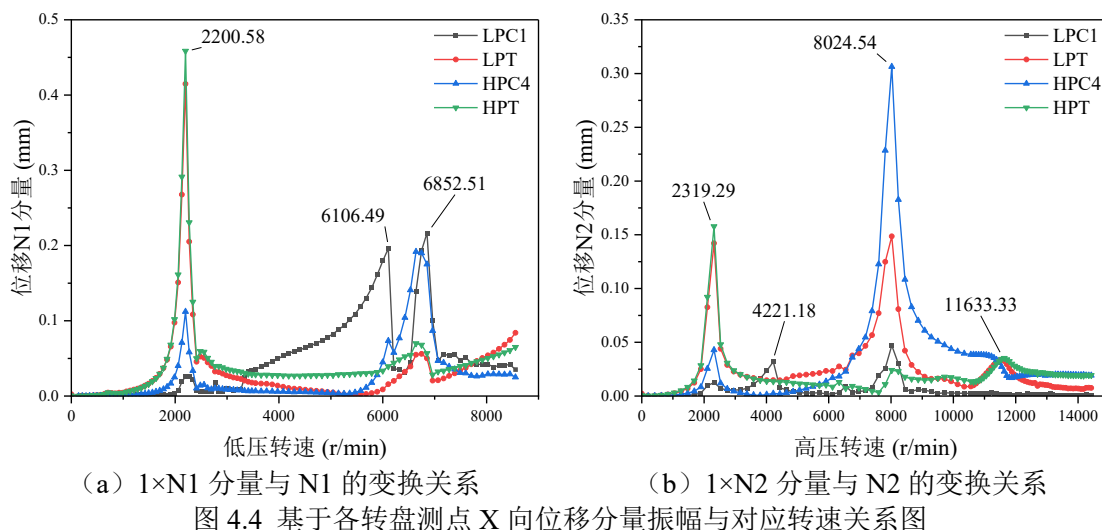 0.5
0.4
0.3
0.2
0.1
0.0
位移N1分量 (mm)
2200.58
6106.49
6852.51
LPC1
LPT
HPC4
HPT
0 2000 4000 6000 8000
低压转速 (r/min)
(a) 1×N1 分量与 N1 的变换关系
0.35
0.30
0.25
0.20
0.15
0.10
0.05
0.00
位移N2分量 (mm)
8024.54
2319.29
4221.18
11633.33
LPC1
LPT
HPC4
HPT
0 2000 4000 6000 8000 10000 12000 14000
高压转速 (r/min)
(b) 1×N2 分量与 N2 的变换关系
图 4.4 基于各转盘测点 X 向位移分量振幅与对应转速关系图